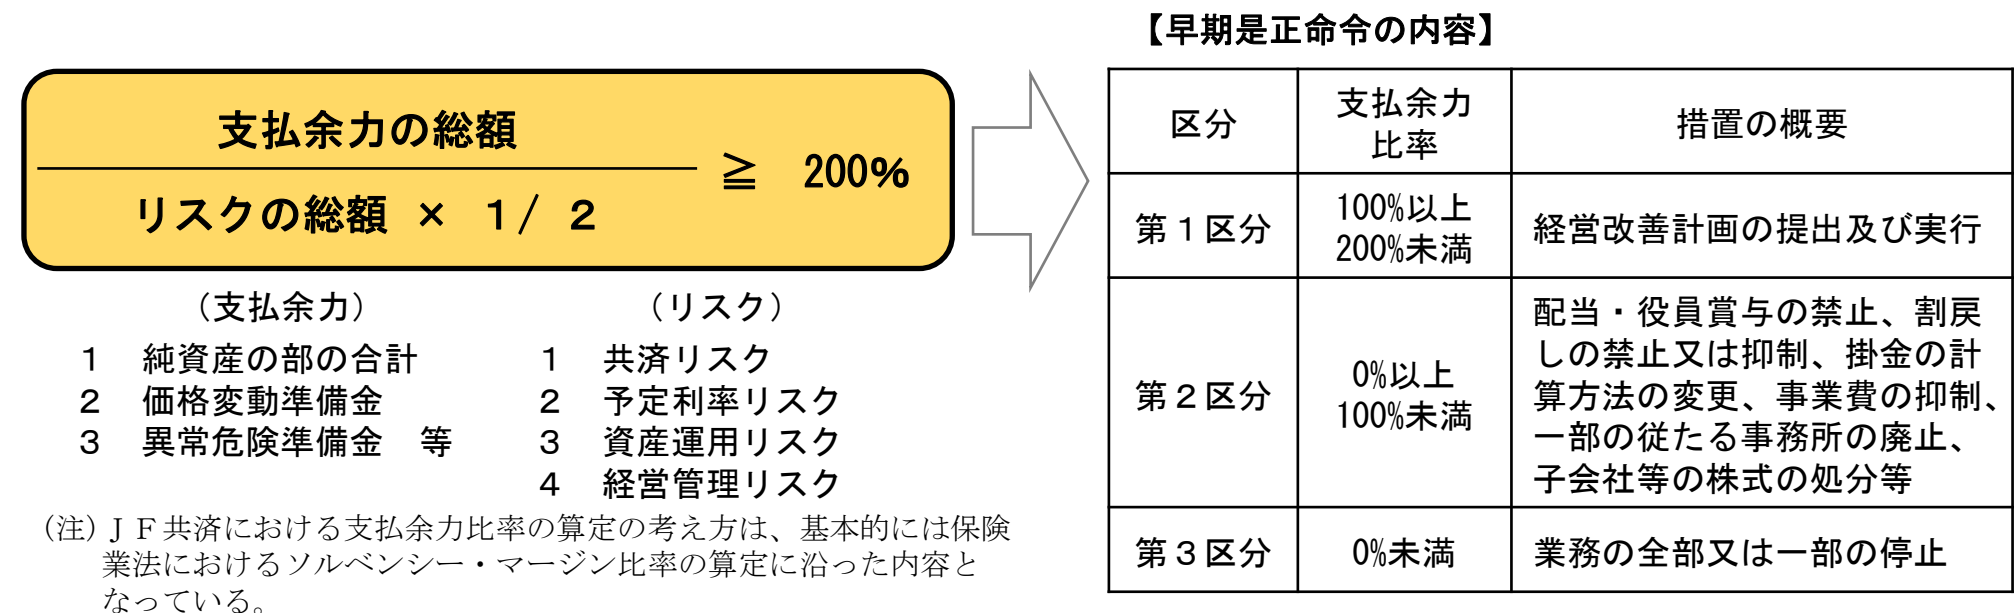 【早期是正命令の内容】
支払余力の総額
リスクの総額 × 1/ 2
≧ 200%
(支払余力)
1 純資産の部の合計
2 価格変動準備金
3 異常危険準備金 等
(リスク)
1 共済リスク
2 予定利率リスク
3 資産運用リスク
4 経営管理リスク
(注)JF共済における支払余力比率の算定の考え方は、基本的には保険
業法におけるソルベンシー・マージン比率の算定に沿った内容と
なっている。
区分
支払余力
比率
措置の概要
第1区分
100%以上
200%未満
経営改善計画の提出及び実行
第2区分
0%以上
100%未満
配当・役員賞与の禁止、割戻
しの禁止又は抑制、掛金の計
算方法の変更、事業費の抑制、
一部の従たる事務所の廃止、
子会社等の株式の処分等
第3区分
0%未満
業務の全部又は一部の停止